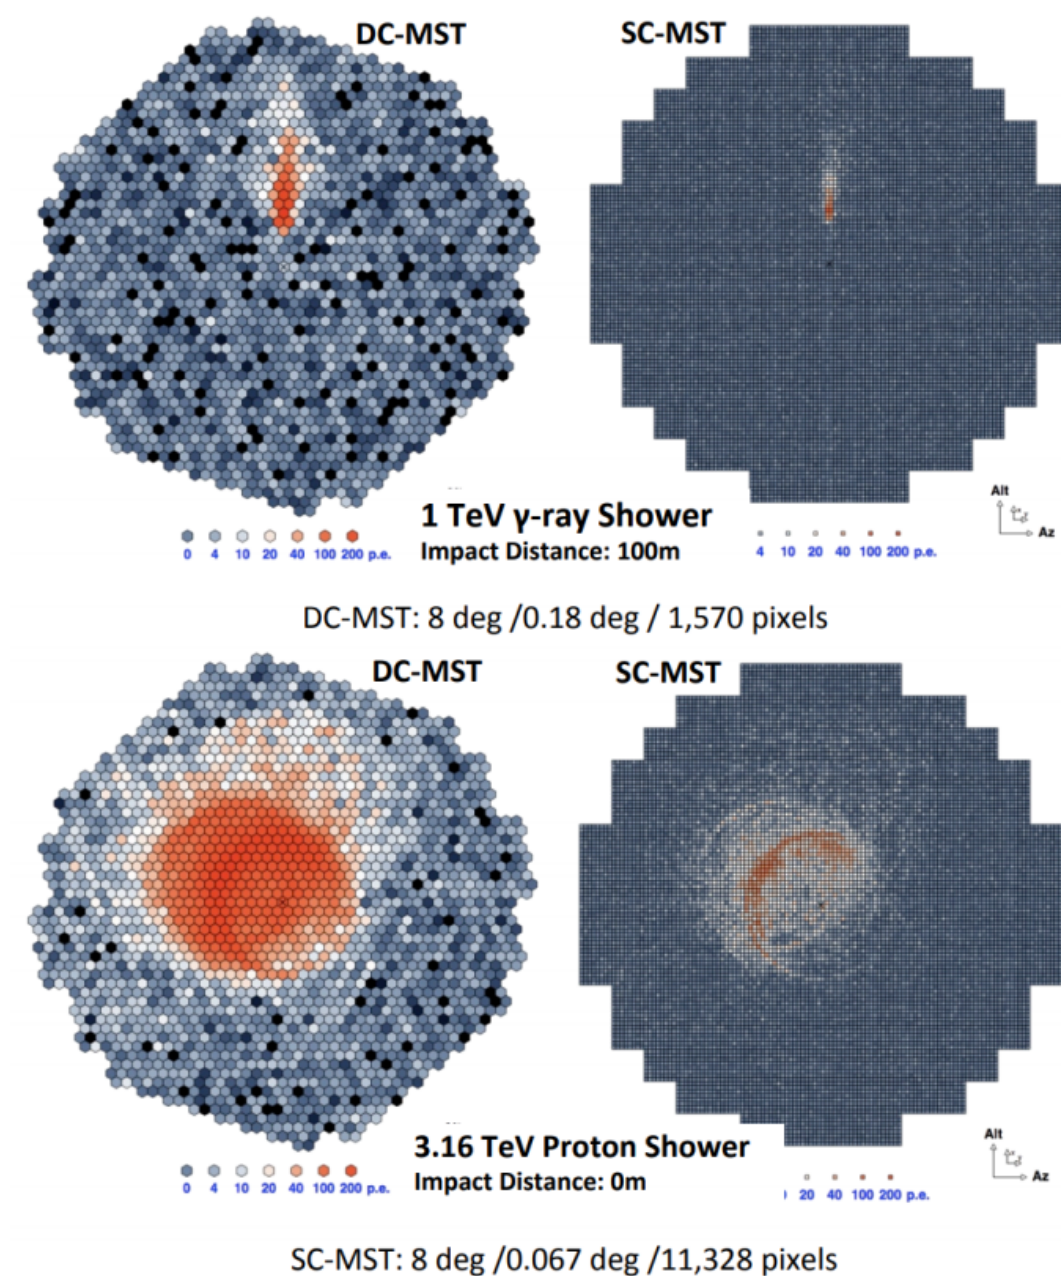 DC-MST SC-MST
1 TeV γ-ray Shower
Impact Distance: 100m
0 4 10 20 40 100 200 p.e.
4 10 20 40 100 200 p.e.
Alt
Az
DC-MST: 8 deg /0.18 deg / 1,570 pixels
DC-MST SC-MST
3.16 TeV Proton Shower
Impact Distance: 0m
0 4 10 20 40 100 200 p.e.
20 40 100 200 p.e.
Alt
Az
SC-MST: 8 deg /0.067 deg /11,328 pixels